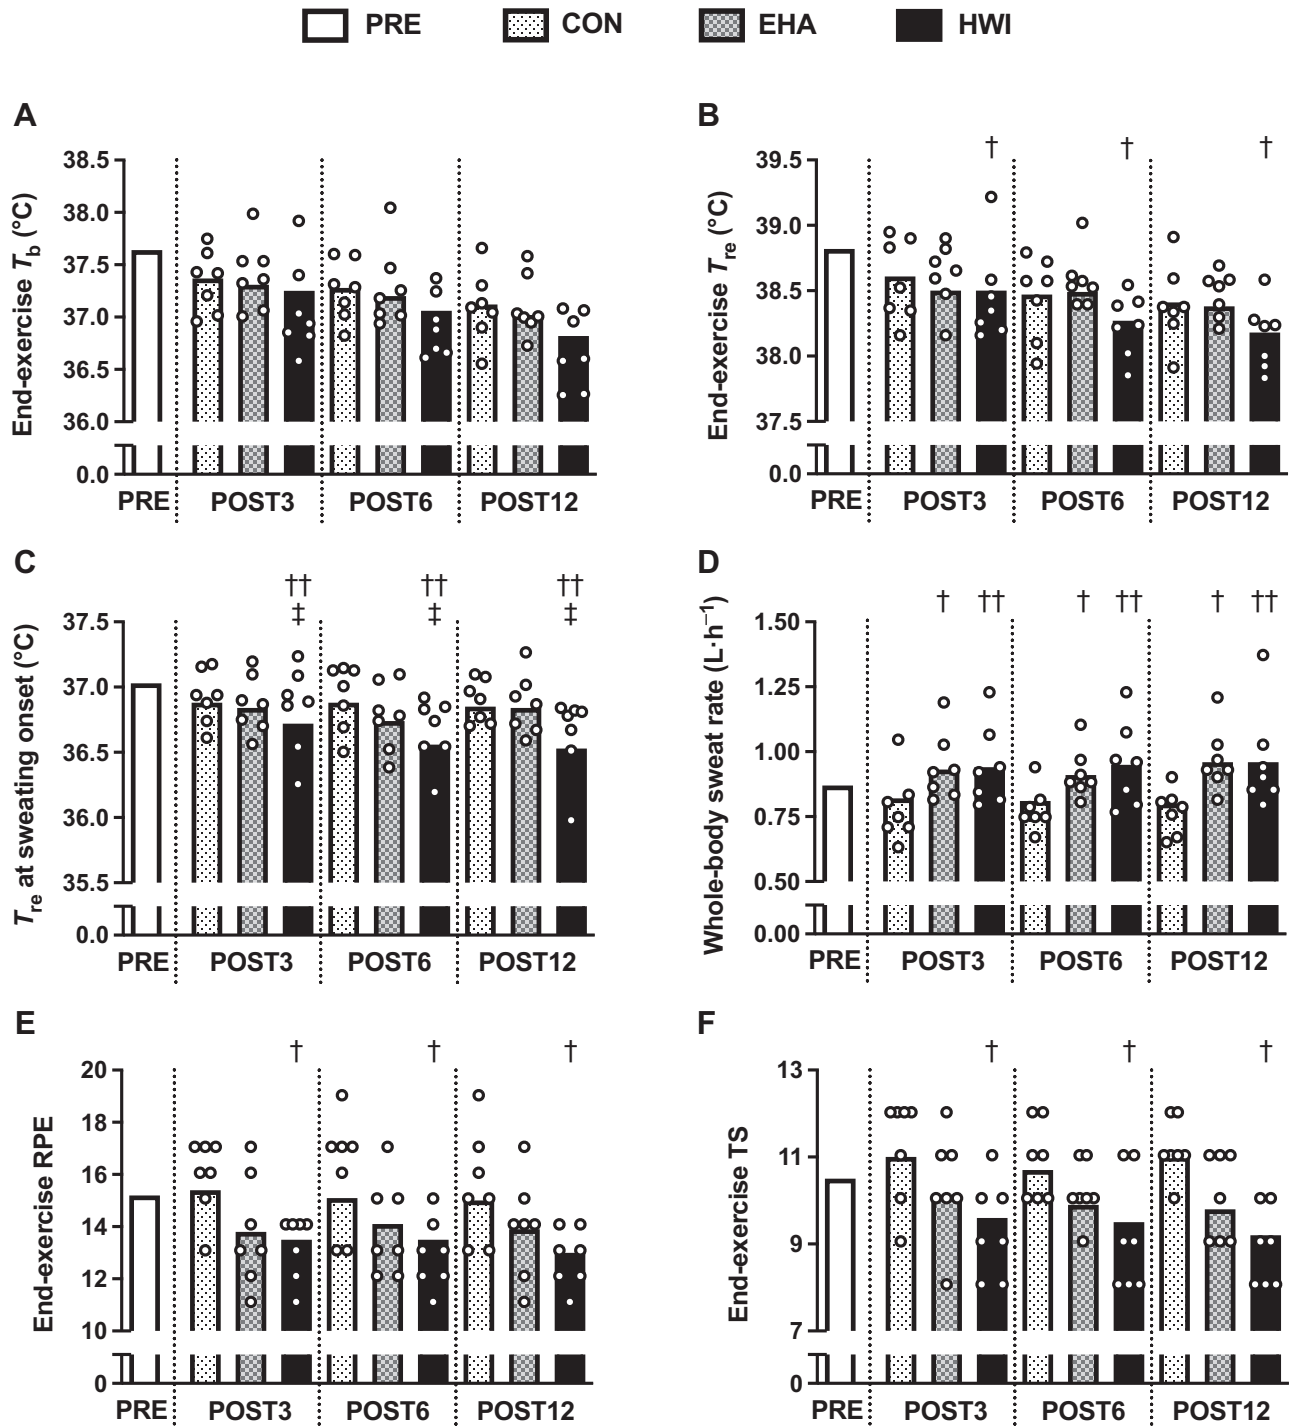 PRE CON EHA HWI
A
End-exercise Tb (°C)
38.5
38.0
37.5
37.0
36.5
36.0
0.0
PRE POST3 POST6 POST12
B
End-exercise Tre (°C)
† † †
39.5
39.0
38.5
38.0
37.5
0.0
PRE POST3 POST6 POST12
C
Tre at sweating onset (°C)
†† †† ††
‡ ‡ ‡
37.5
37.0
36.5
36.0
35.5
0.0
PRE POST3 POST6 POST12
D
Whole-body sweat rate (L·h−1)
† †† † †† † ††
1.50
1.25
1.00
0.75
0.50
0.00
PRE POST3 POST6 POST12
E
End-exercise RPE
† † †
20
18
16
14
12
10
0
PRE POST3 POST6 POST12
F
End-exercise TS
† † †
13
11
9
7
0
PRE POST3 POST6 POST12